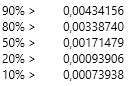 90% > 0,00434156
80% > 0,00338740
50% > 0,00171479
20% > 0,00093906
10% > 0,00073938